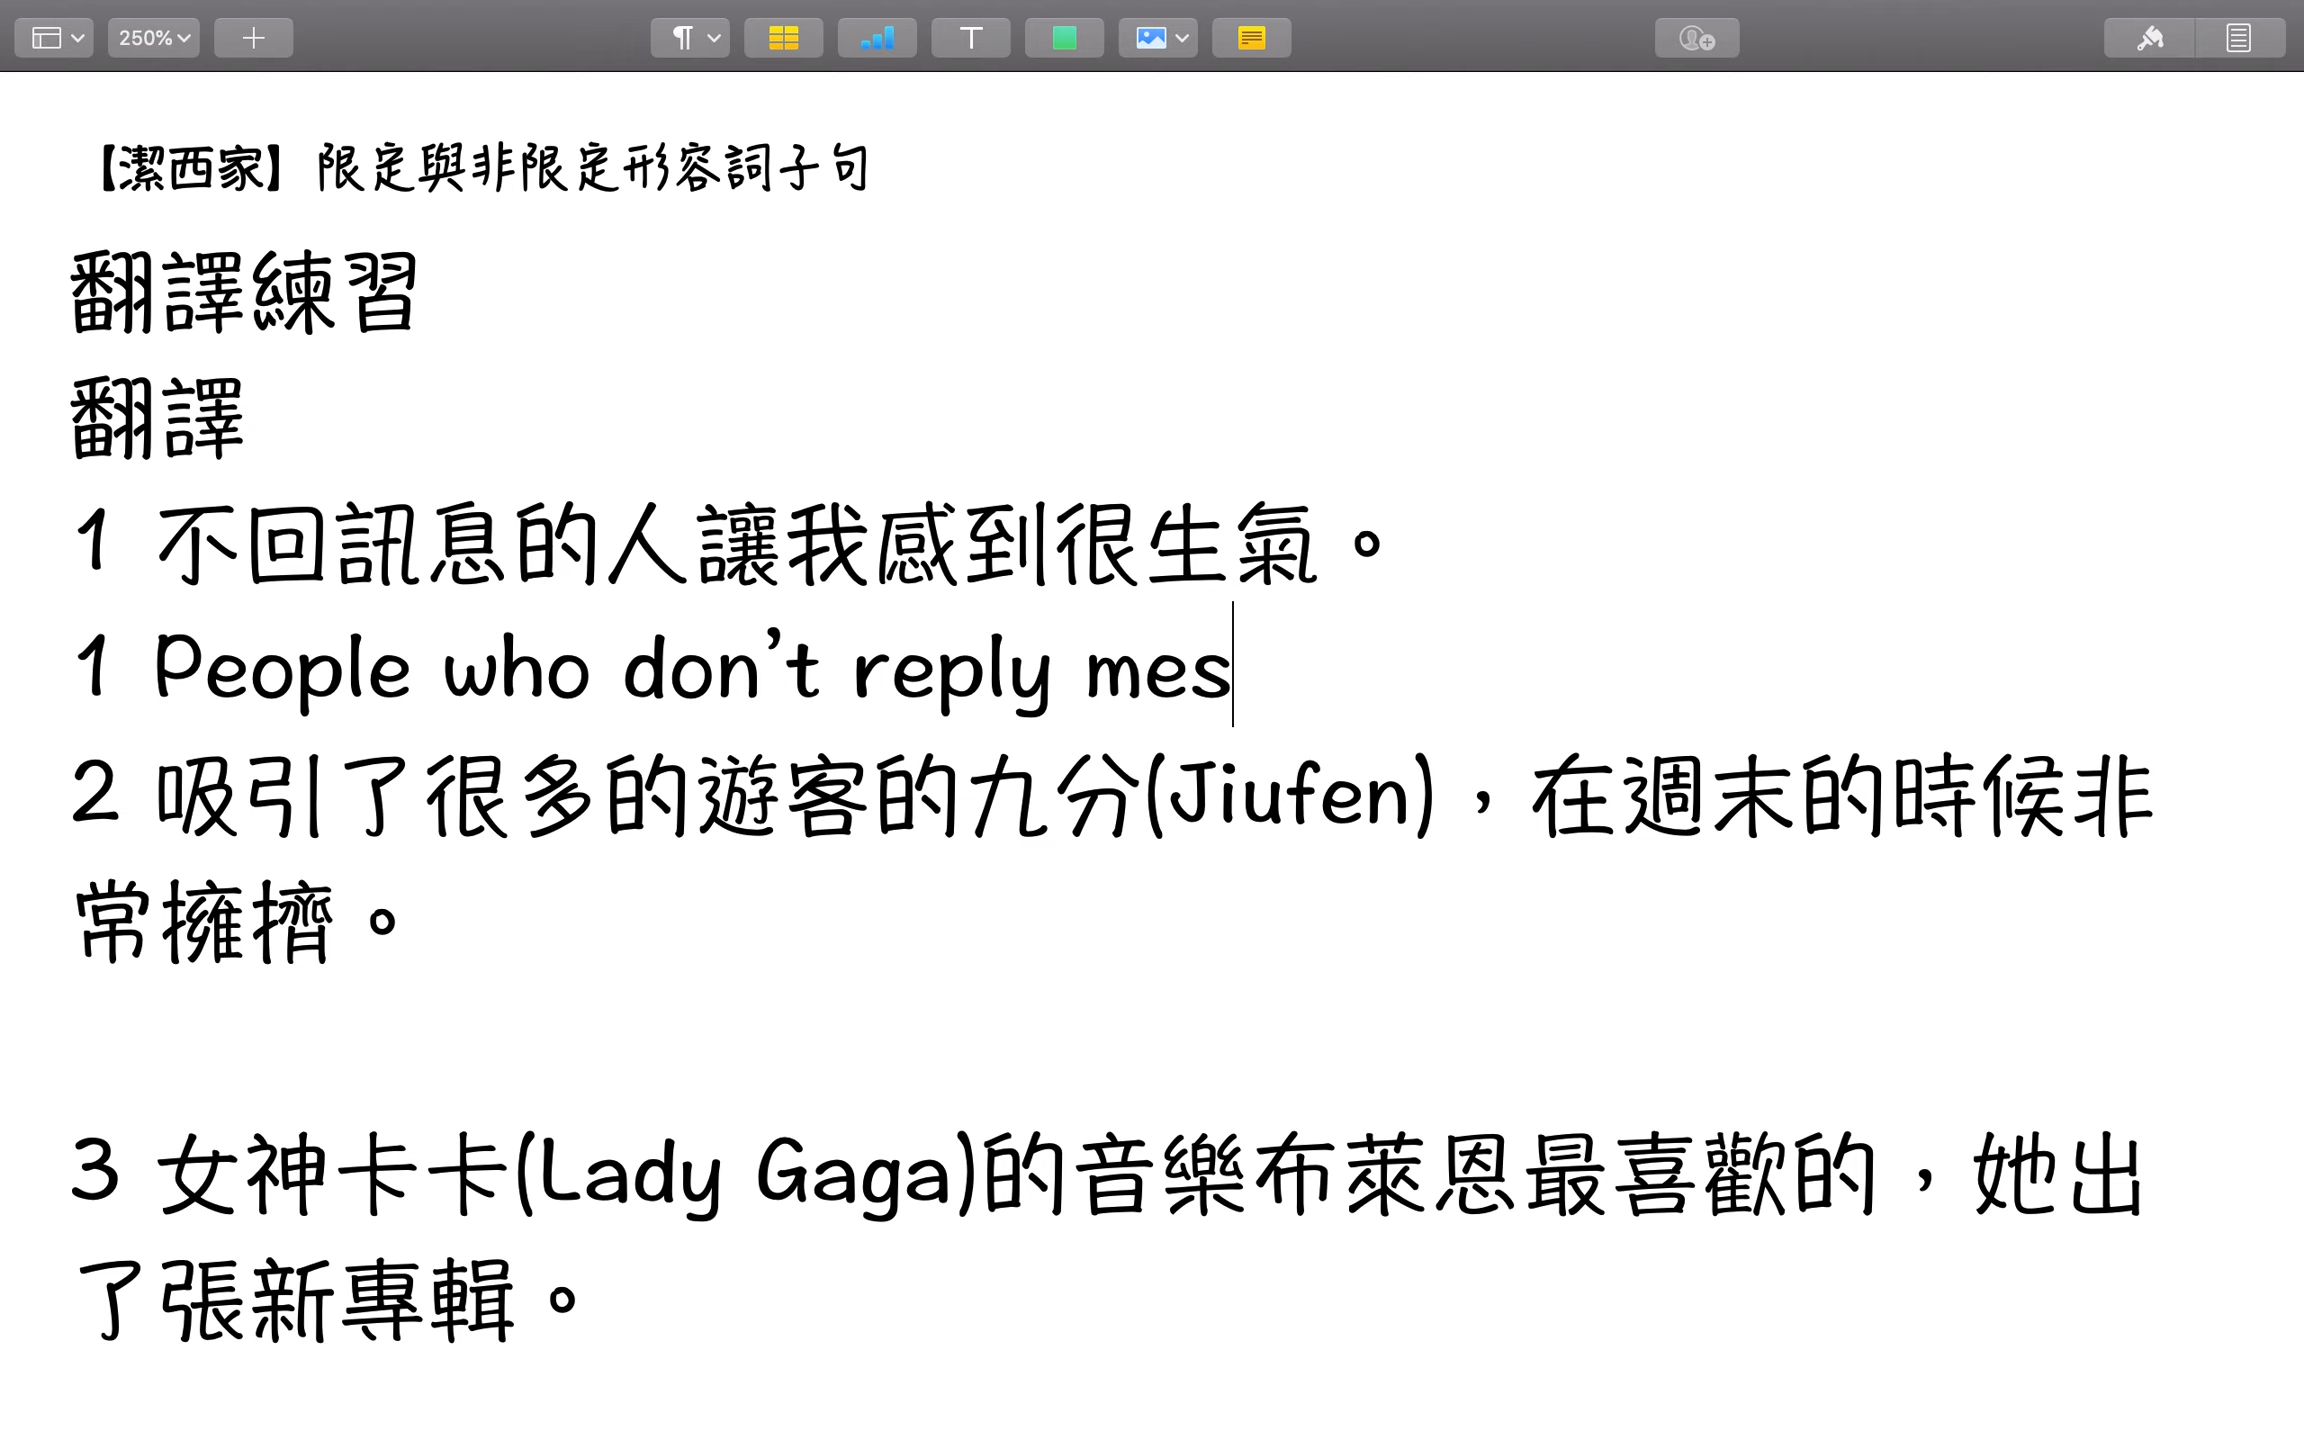 250%
【潔西家】限定與非限定形容詞子句
翻譯練習
翻譯
1 不回訊息的人讓我感到很生氣。
1 People who don’t reply mes
2 吸引了很多的遊客的九分(Jiufen)，在週末的時候非
常擁擠。
3 女神卡卡(Lady Gaga)的音樂布萊恩最喜歡的，她出
了張新專輯。